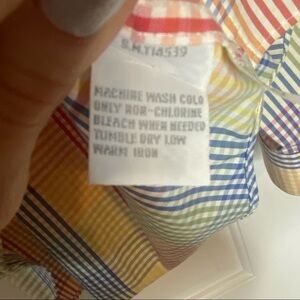 S.N.T14539
MACHINE WASH COLD
ONLY NON-CHLORINE
BLEACH WHEN NEEDED
TUMBLE DRY LOW
WARM IRON